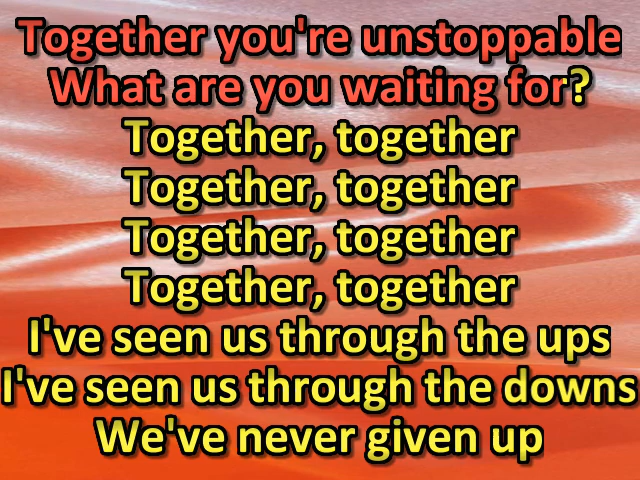 Together you're unstoppable
What are you waiting for?
Together, together
Together, together
Together, together
Together, together
I've seen us through the ups
I've seen us through the downs
We've never given up